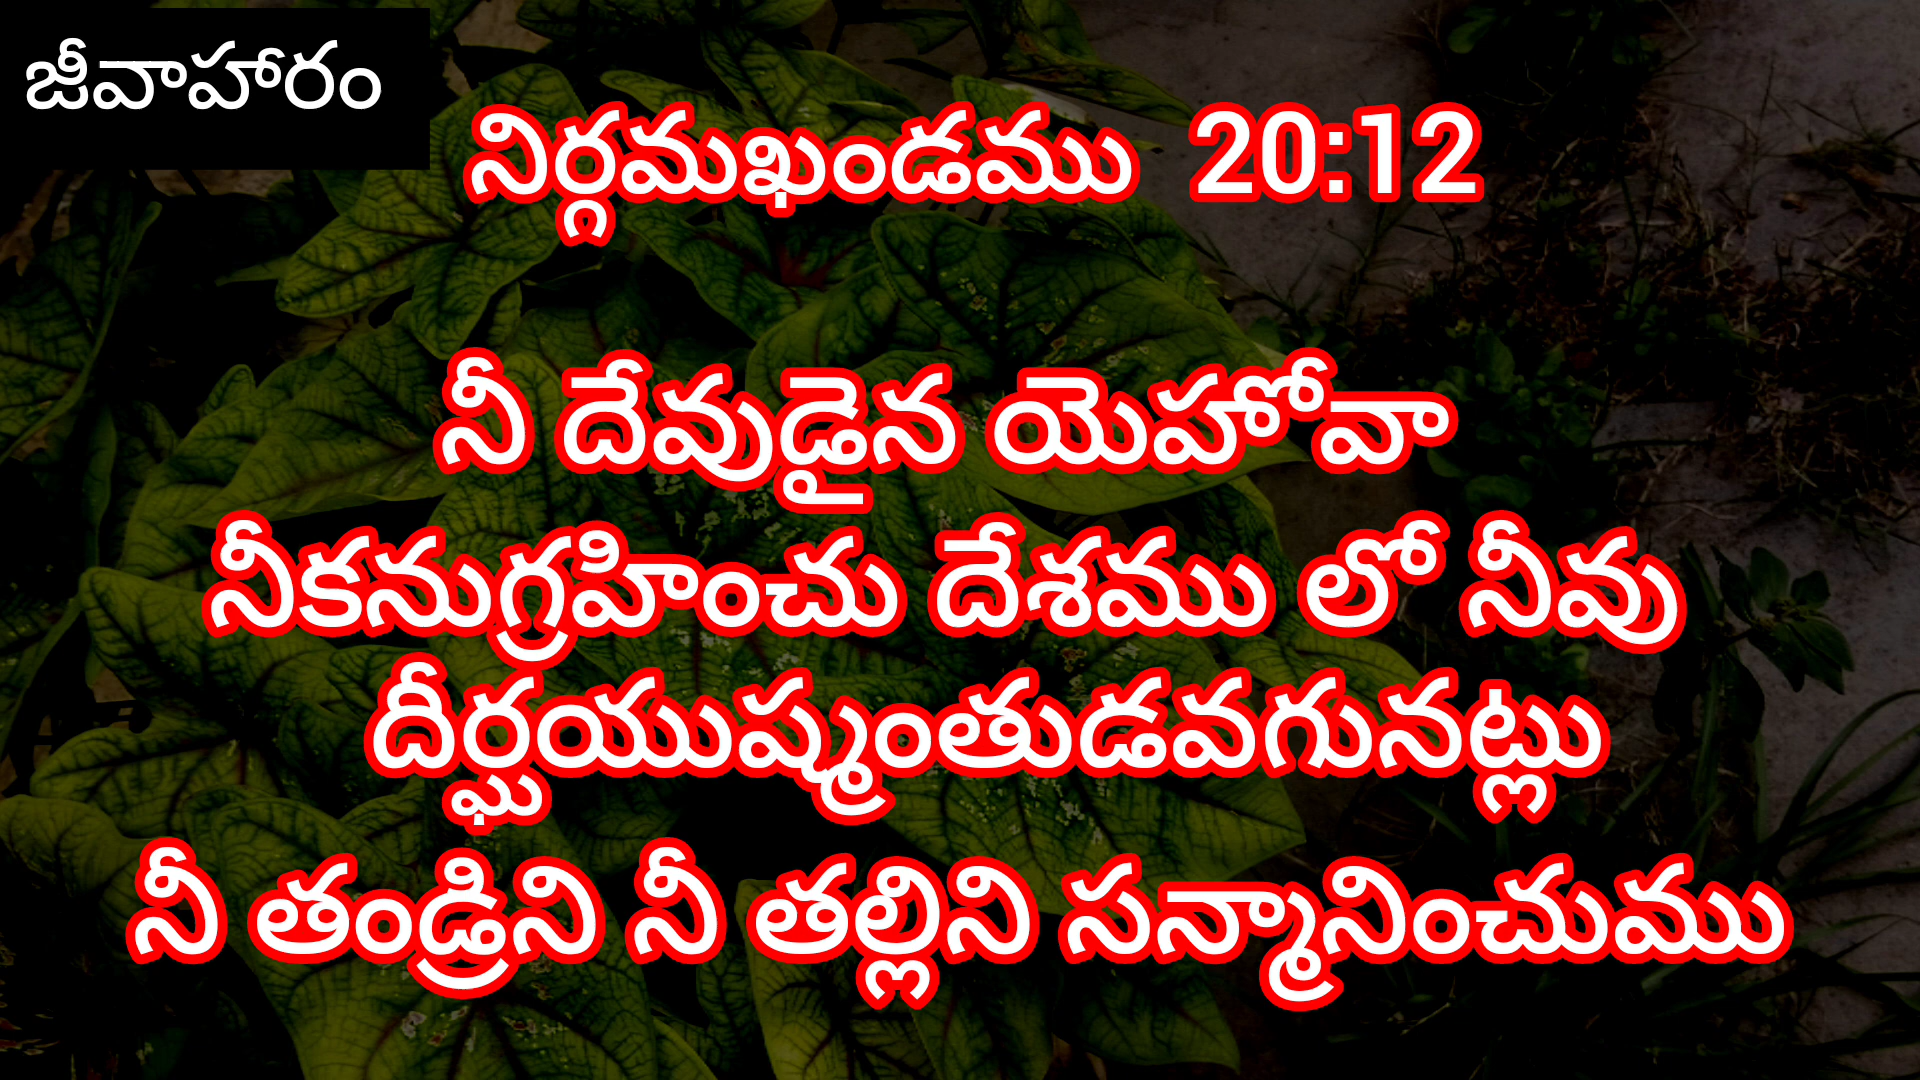 జీవాహారం
నిర్గమఖండము 20:12
నీ దేవుడైన యెహోవా
నీకనుగ్రహించు దేశము లో నీవు
దీర్ఘయుష్మంతుడవగునట్లు
నీ తండ్రిని నీ తల్లిని సన్మానించుము